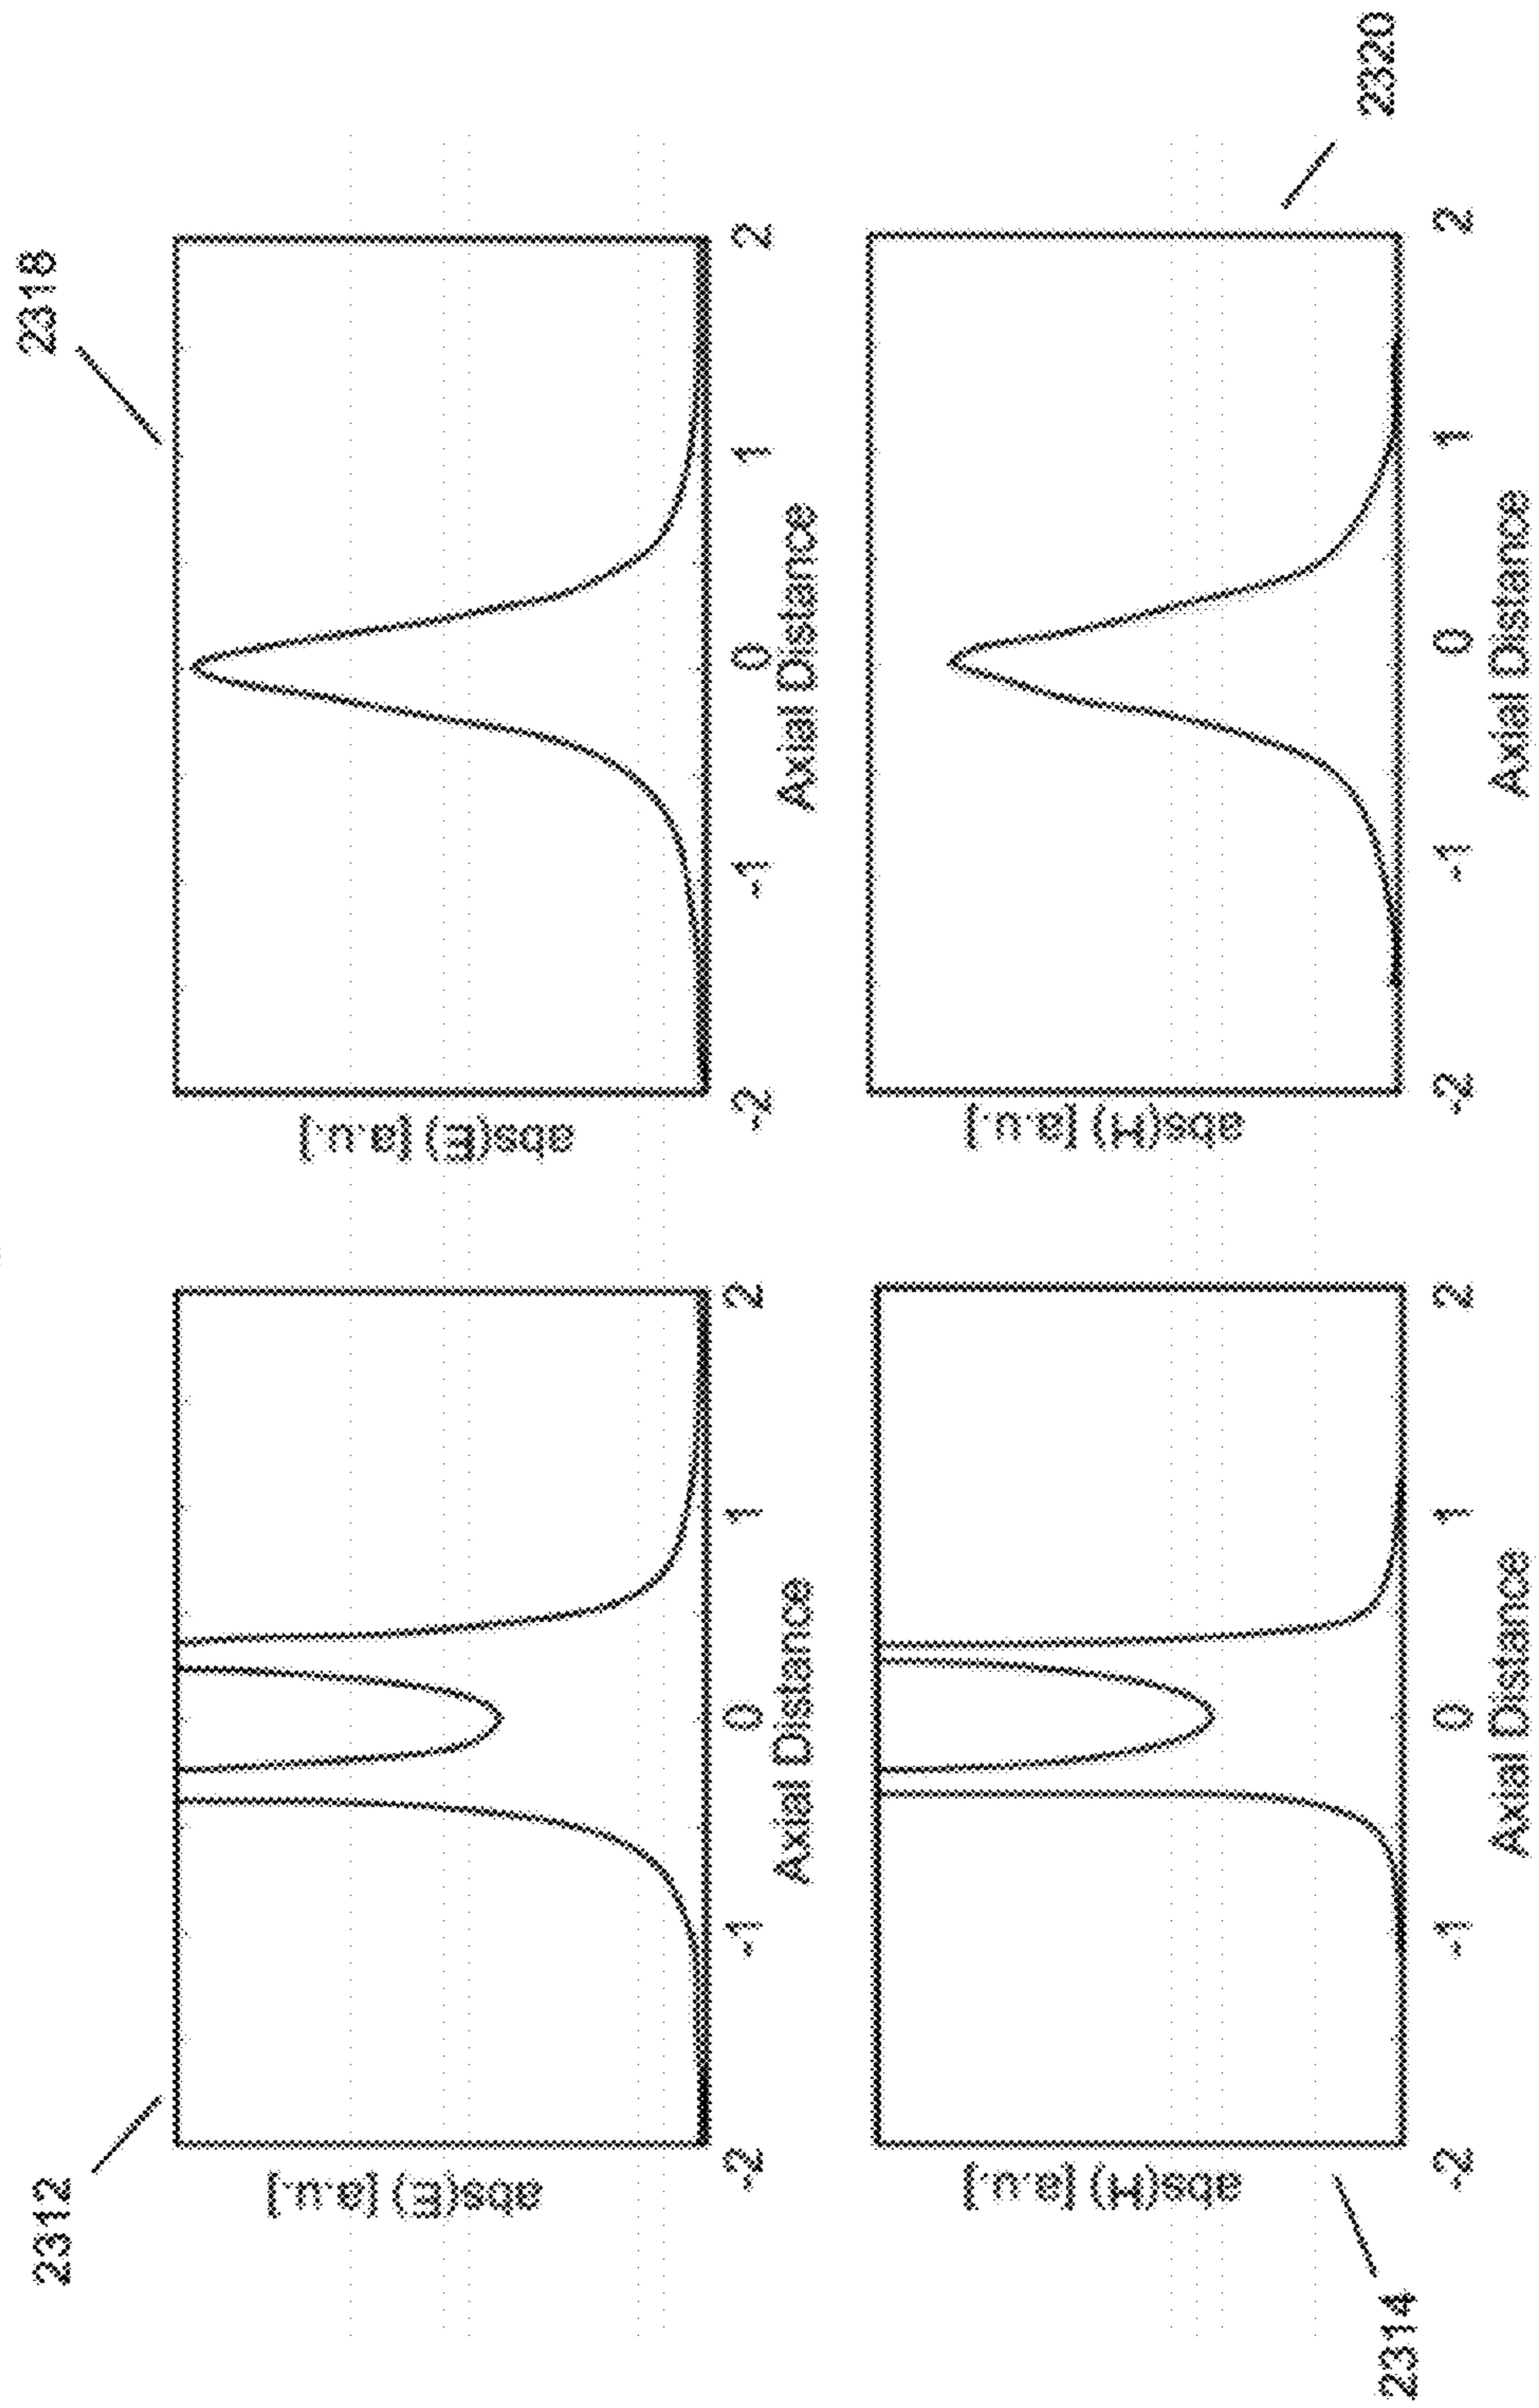 2312
2318
abs(E) [a.u.]
-2 -1 0 1 2
Axial Distance
abs(E) [a.u.]
-2 -1 0 1 2
Axial Distance
abs(H) [a.u.]
-2 -1 0 1 2
Axial Distance
abs(H) [a.u.]
-2 -1 0 1 2
Axial Distance
2314
2320